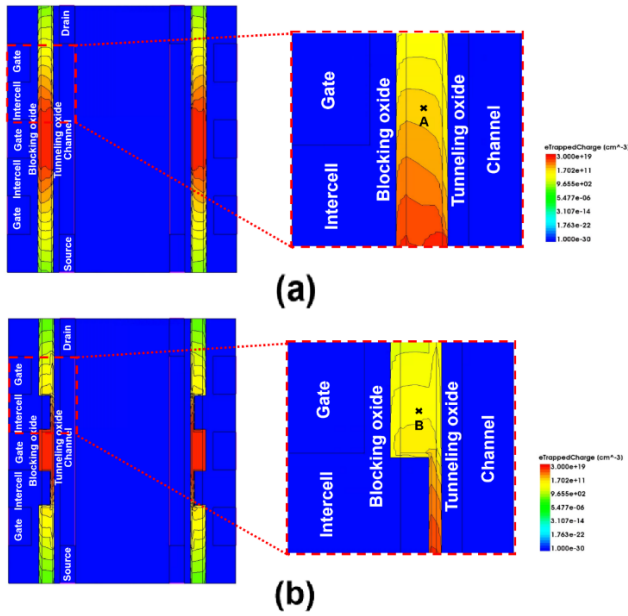 Gate
Intercell
Gate
Intercell
Gate
Blocking oxide
Tunneling oxide
Channel
Drain
Source
Gate
Intercell
Blocking oxide
A
Tunneling oxide
Channel
eTrappedCharge (cm^-3)
3.000e+19
1.702e+11
9.655e+02
5.477e-06
3.107e-14
1.763e-22
1.000e-30
(a)
Gate
Intercell
Gate
Intercell
Gate
Blocking oxide
Tunneling oxide
Channel
Drain
Source
Gate
Intercell
Blocking oxide
B
Tunneling oxide
Channel
eTrappedCharge (cm^-3)
3.000e+19
1.702e+11
9.655e+02
5.477e-06
3.107e-14
1.763e-22
1.000e-30
(b)